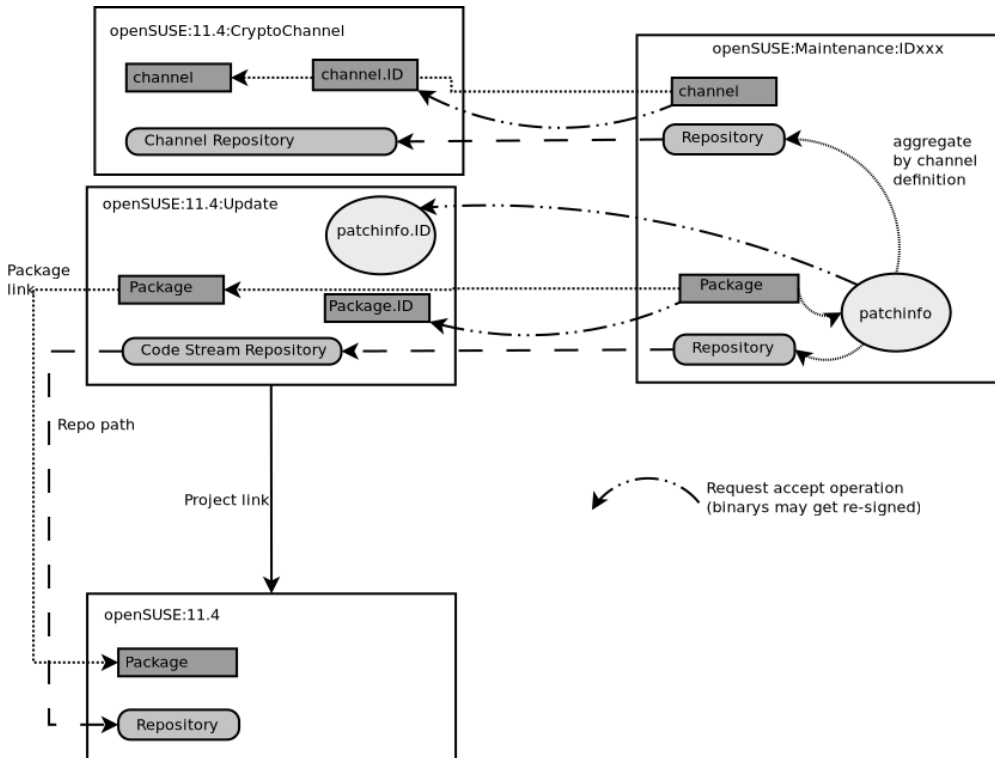 openSUSE:11.4:CryptoChannel
channel
channel.ID
Channel Repository
openSUSE:Maintenance:IDxxx
channel
Repository
aggregate
by channel
definition
openSUSE:11.4:Update
patchinfo.ID
Package
link
Package
Package.ID
Code Stream Repository
Package
patchinfo
Repository
Repo path
Project link
Request accept operation
(binarys may get re-signed)
openSUSE:11.4
Package
Repository